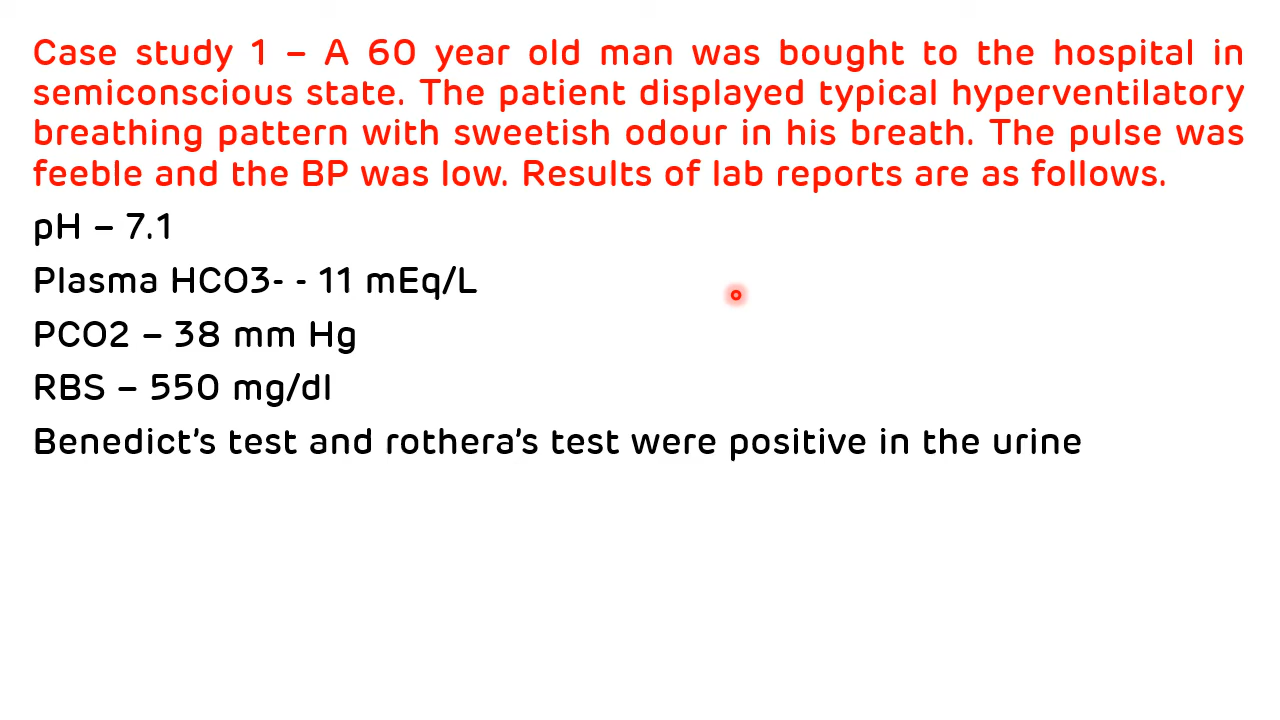 Case study 1 – A 60 year old man was bought to the hospital in
semiconscious state. The patient displayed typical hyperventilatory
breathing pattern with sweetish odour in his breath. The pulse was
feeble and the BP was low. Results of lab reports are as follows.
pH – 7.1
Plasma HCO3- - 11 mEq/L
PCO2 – 38 mm Hg
RBS – 550 mg/dl
Benedict’s test and rothera’s test were positive in the urine